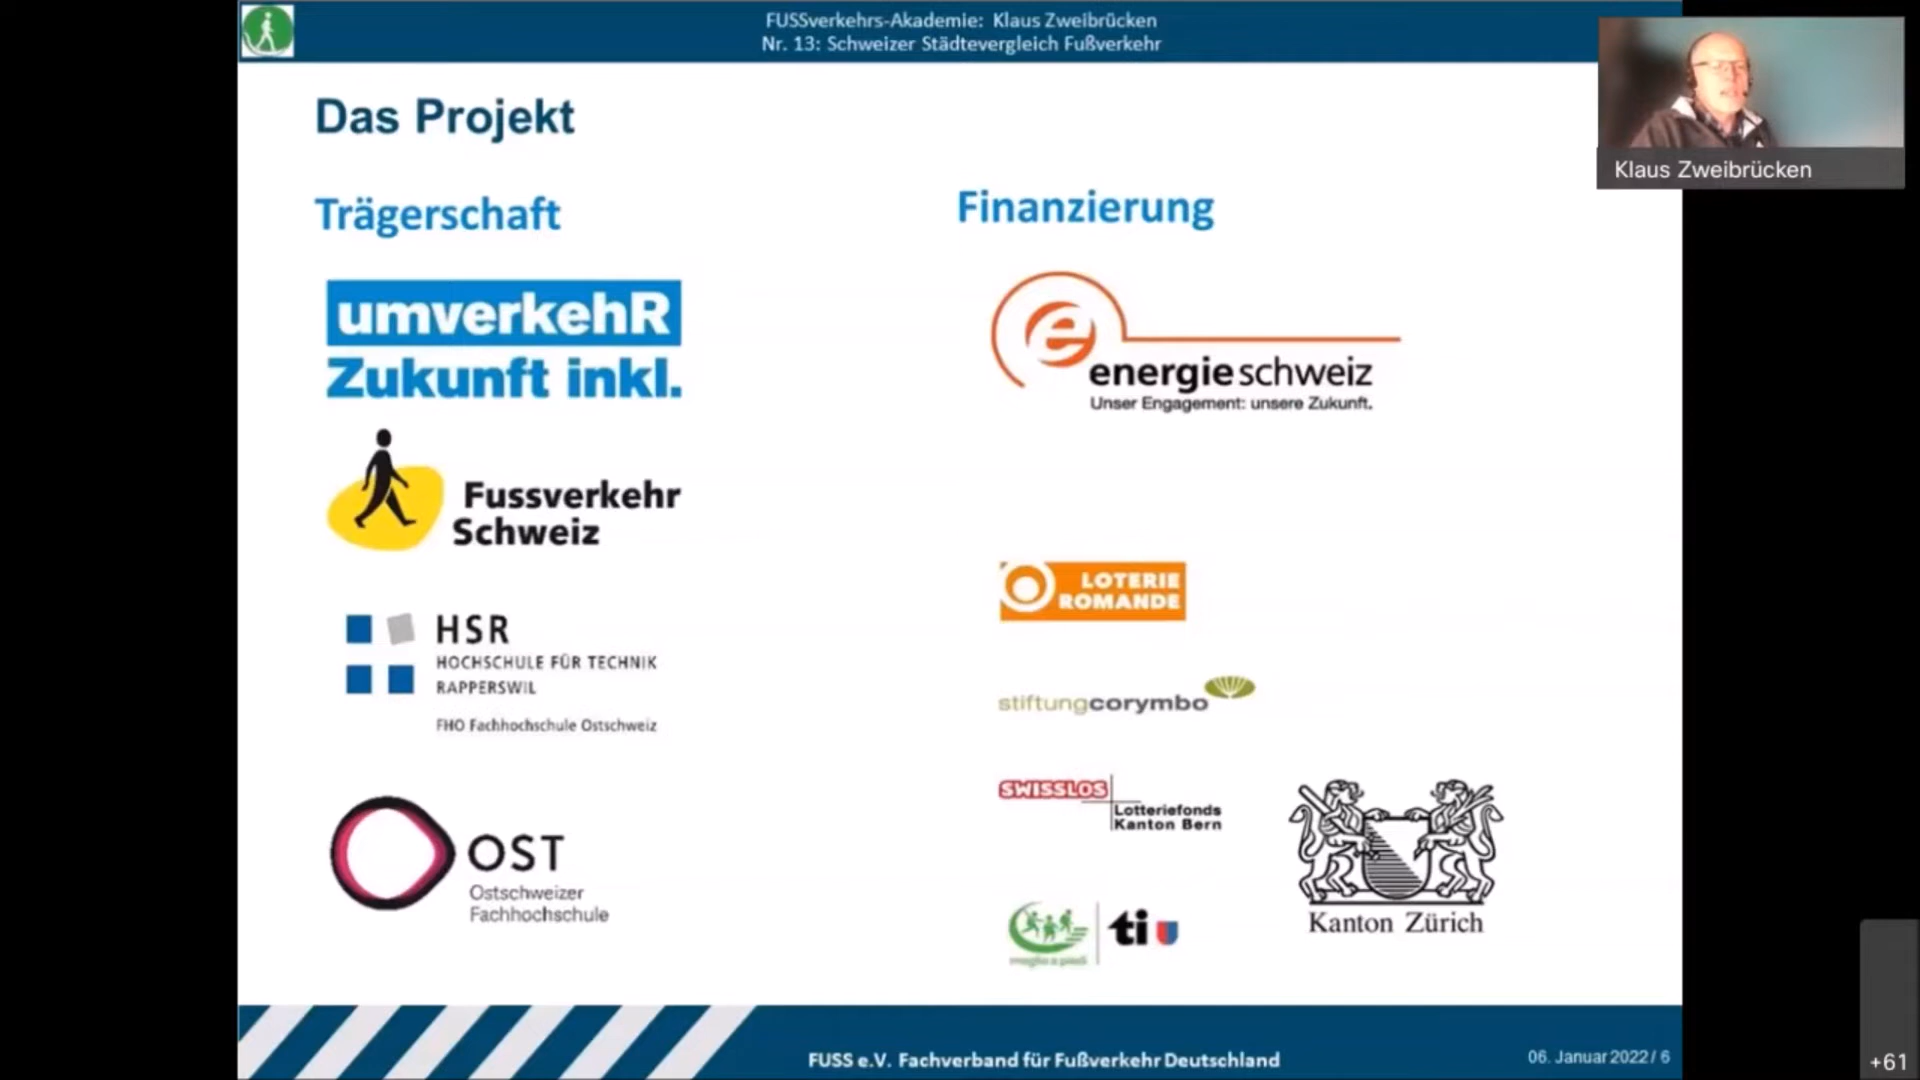 FUSSverkehrs-Akademie: Klaus Zweibrücken
Nr. 13: Schweizer Städtevergleich Fußverkehr
Klaus Zweibrücken
Das Projekt
Trägerschaft
umverkehR
Zukunft inkl.
Fussverkehr
Schweiz
HSR
HOCHSCHULE FÜR TECHNIK
RAPPERSWIL
FHO Fachhochschule Ostschweiz
OST
Ostschweizer
Fachhochschule
Finanzierung
energieschweiz
Unser Engagement: unsere Zukunft.
LOTERIE
ROMANDE
stiftungcorymbo
SWISSLOS
Lotteriefonds
Kanton Bern
Kanton Zürich
meglio a piedi
ti
FUSS e.V. Fachverband für Fußverkehr Deutschland
06. Januar 2022 / 6
+61